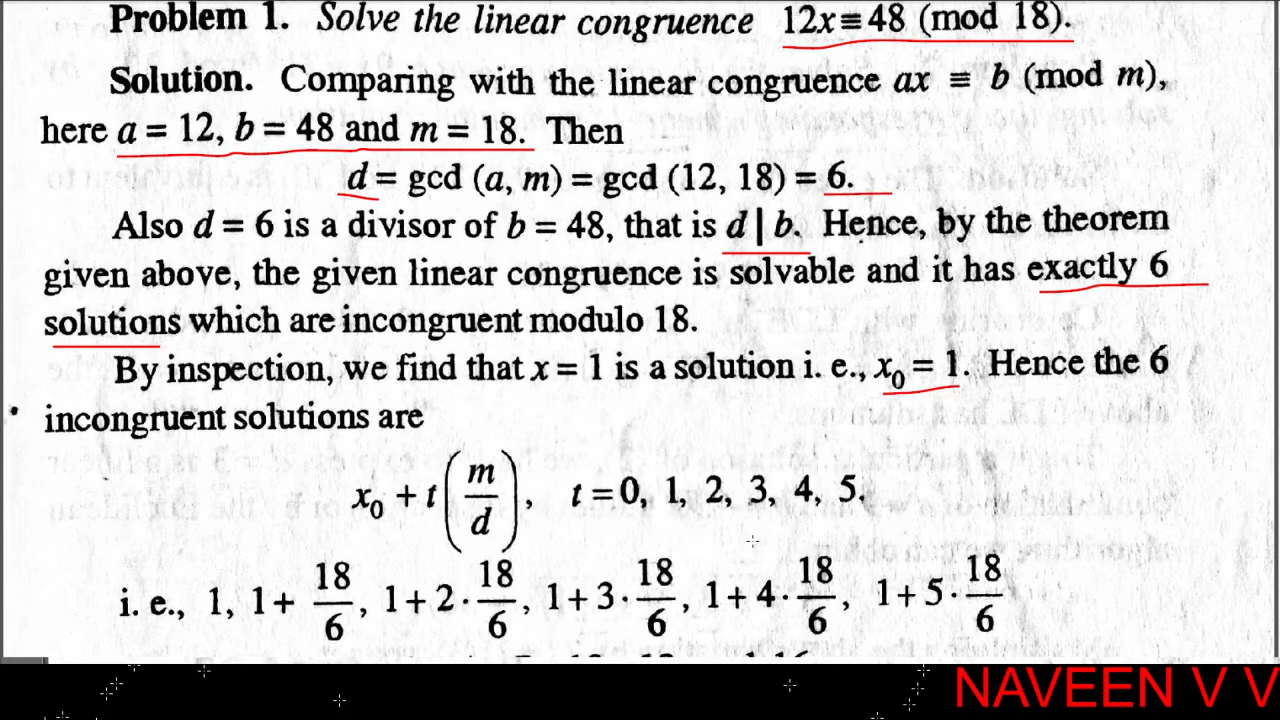 Problem 1. Solve the linear congruence 12x≡48 (mod 18).
Solution. Comparing with the linear congruence ax ≡ b (mod m),
here a = 12, b = 48 and m = 18. Then
d = gcd (a, m) = gcd (12, 18) = 6.
Also d = 6 is a divisor of b = 48, that is d | b. Hence, by the theorem
given above, the given linear congruence is solvable and it has exactly 6
solutions which are incongruent modulo 18.
By inspection, we find that x = 1 is a solution i. e., x₀ = 1. Hence the 6
incongruent solutions are
x₀ + t(m/d), t = 0, 1, 2, 3, 4, 5.
i. e., 1, 1+ 18/6, 1+2·18/6, 1+3·18/6, 1+4·18/6, 1+5·18/6
NAVEEN V V